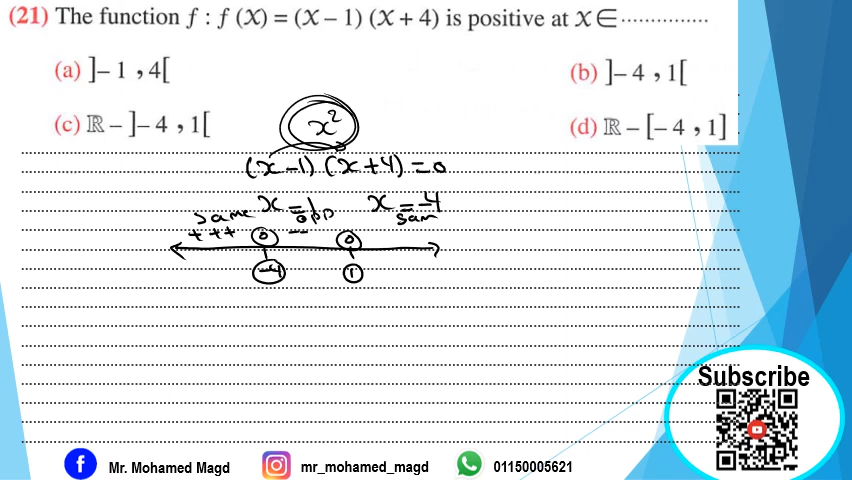 (21) The function f : f (X) = (X – 1) (X + 4) is positive at X ∈ ...............
(a) ]– 1 , 4[
(b) ]– 4 , 1[
(c) ℝ – ]– 4 , 1[
(d) ℝ – [– 4 , 1]
x²
(x –1) (x +4) = 0
x = 1 x = –4
Same opp Sam
+ + + 0 — 0
–4 1
Subscribe
Mr. Mohamed Magd mr_mohamed_magd 01150005621